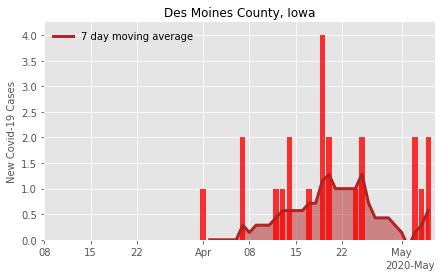 Des Moines County, Iowa
7 day moving average
New Covid-19 Cases
4.0
3.5
3.0
2.5
2.0
1.5
1.0
0.5
0.0
08 15 22 Apr 08 15 22 May
2020-May